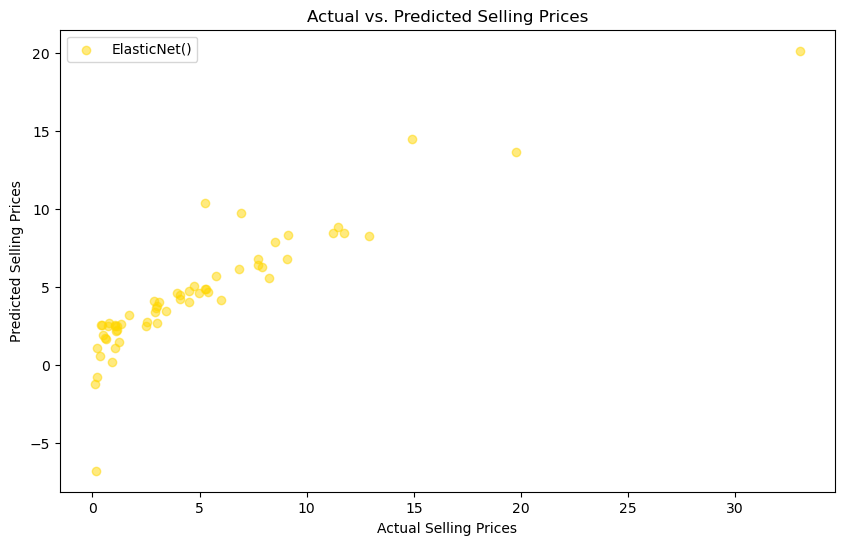 Actual vs. Predicted Selling Prices
ElasticNet()
Predicted Selling Prices
20
15
10
5
0
−5
0 5 10 15 20 25 30
Actual Selling Prices